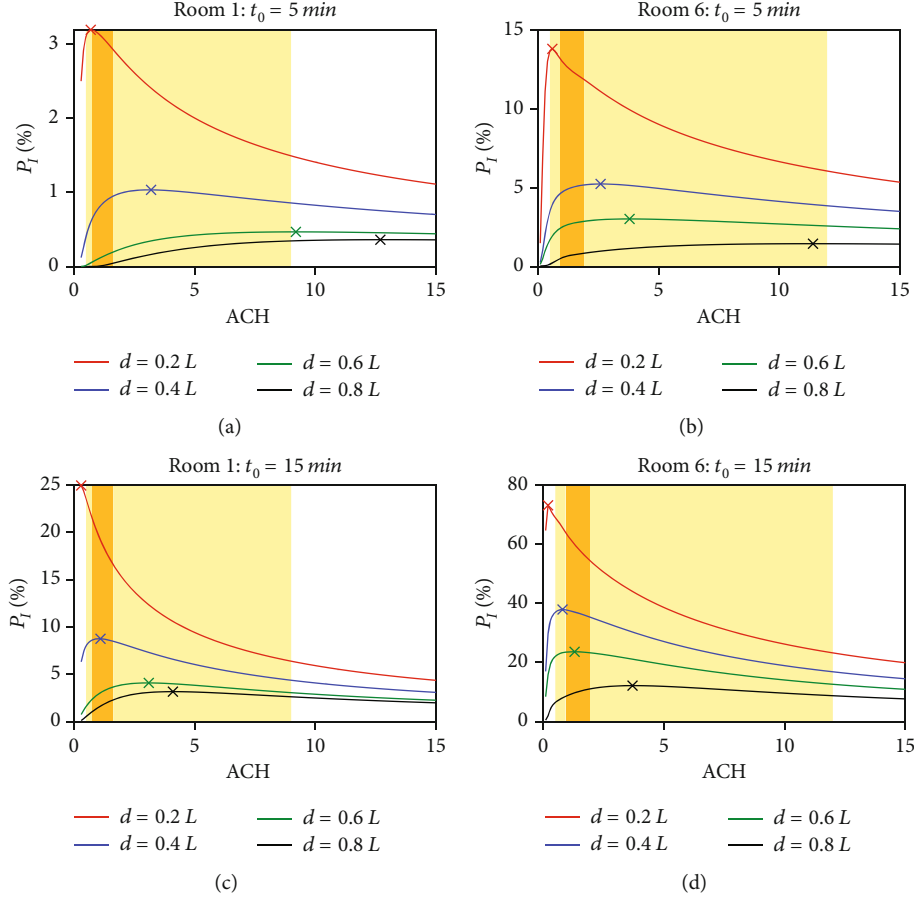 Room 1: t_0 = 5 min
P_I (%)
3
2
1
0
0 5 10 15
ACH
d = 0.2 L d = 0.6 L
d = 0.4 L d = 0.8 L
(a)
Room 6: t_0 = 5 min
P_I (%)
15
10
5
0
0 5 10 15
ACH
d = 0.2 L d = 0.6 L
d = 0.4 L d = 0.8 L
(b)
Room 1: t_0 = 15 min
P_I (%)
25
20
15
10
5
0
0 5 10 15
ACH
d = 0.2 L d = 0.6 L
d = 0.4 L d = 0.8 L
(c)
Room 6: t_0 = 15 min
P_I (%)
80
60
40
20
0
0 5 10 15
ACH
d = 0.2 L d = 0.6 L
d = 0.4 L d = 0.8 L
(d)